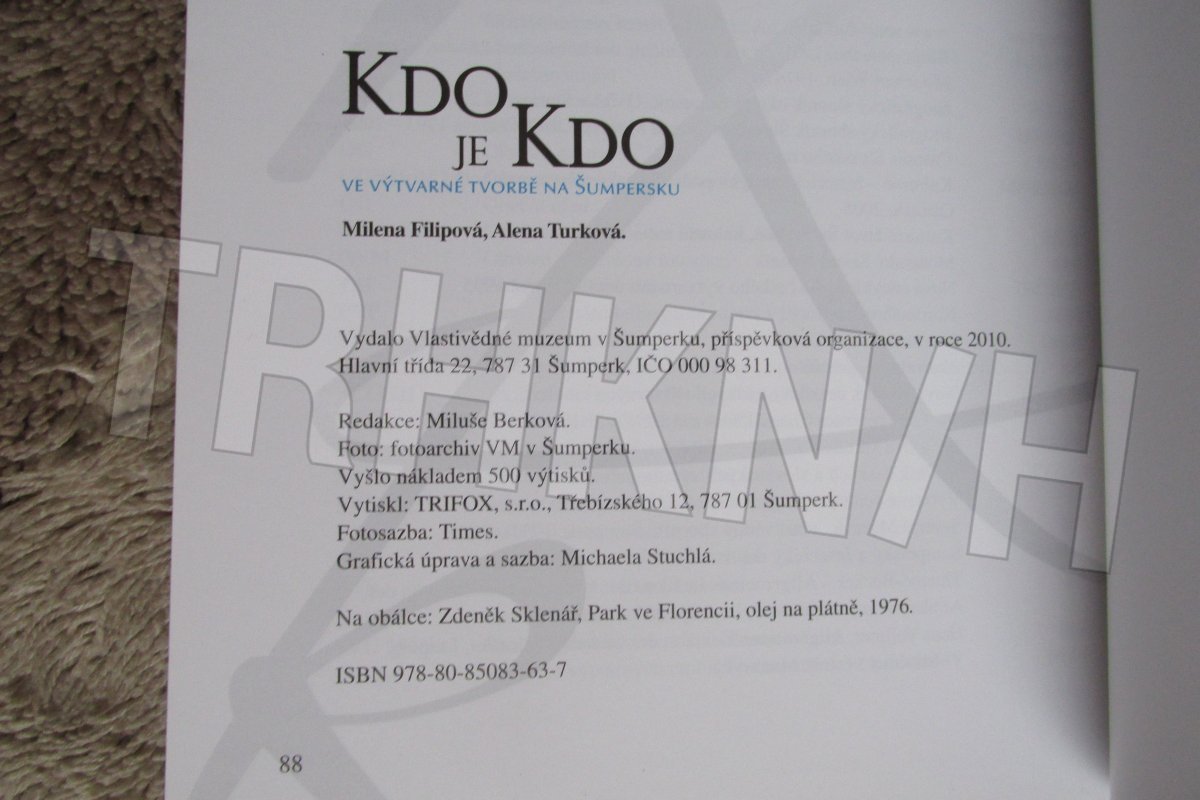 KDO
JE KDO
VE VÝTVARNÉ TVORBĚ NA ŠUMPERSKU
Milena Filipová, Alena Turková.
Vydalo Vlastivědné muzeum v Šumperku, příspěvková organizace, v roce 2010.
Hlavní třída 22, 787 31 Šumperk, IČO 000 98 311.
Redakce: Miluše Berková.
Foto: fotoarchiv VM v Šumperku.
Vyšlo nákladem 500 výtisků.
Vytiskl: TRIFOX, s.r.o., Třebízského 12, 787 01 Šumperk.
Fotosazba: Times.
Grafická úprava a sazba: Michaela Stuchlá.
Na obálce: Zdeněk Sklenář, Park ve Florencii, olej na plátně, 1976.
ISBN 978-80-85083-63-7
88
TRHKNIH